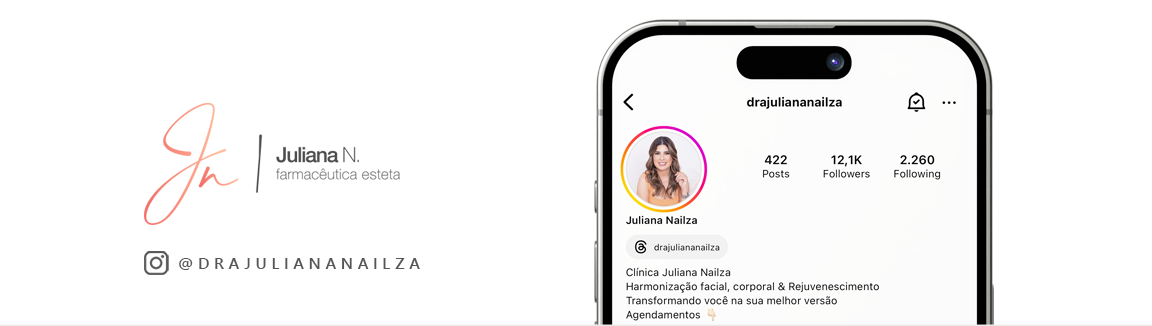 Jn
Juliana N.
farmacêutica esteta
@DRAJULIANANAILZA
drajuliananailza
422
Posts
12,1K
Followers
2.260
Following
Juliana Nailza
drajuliananailza
Clínica Juliana Nailza
Harmonização facial, corporal & Rejuvenescimento
Transformando você na sua melhor versão
Agendamentos 👇🏻